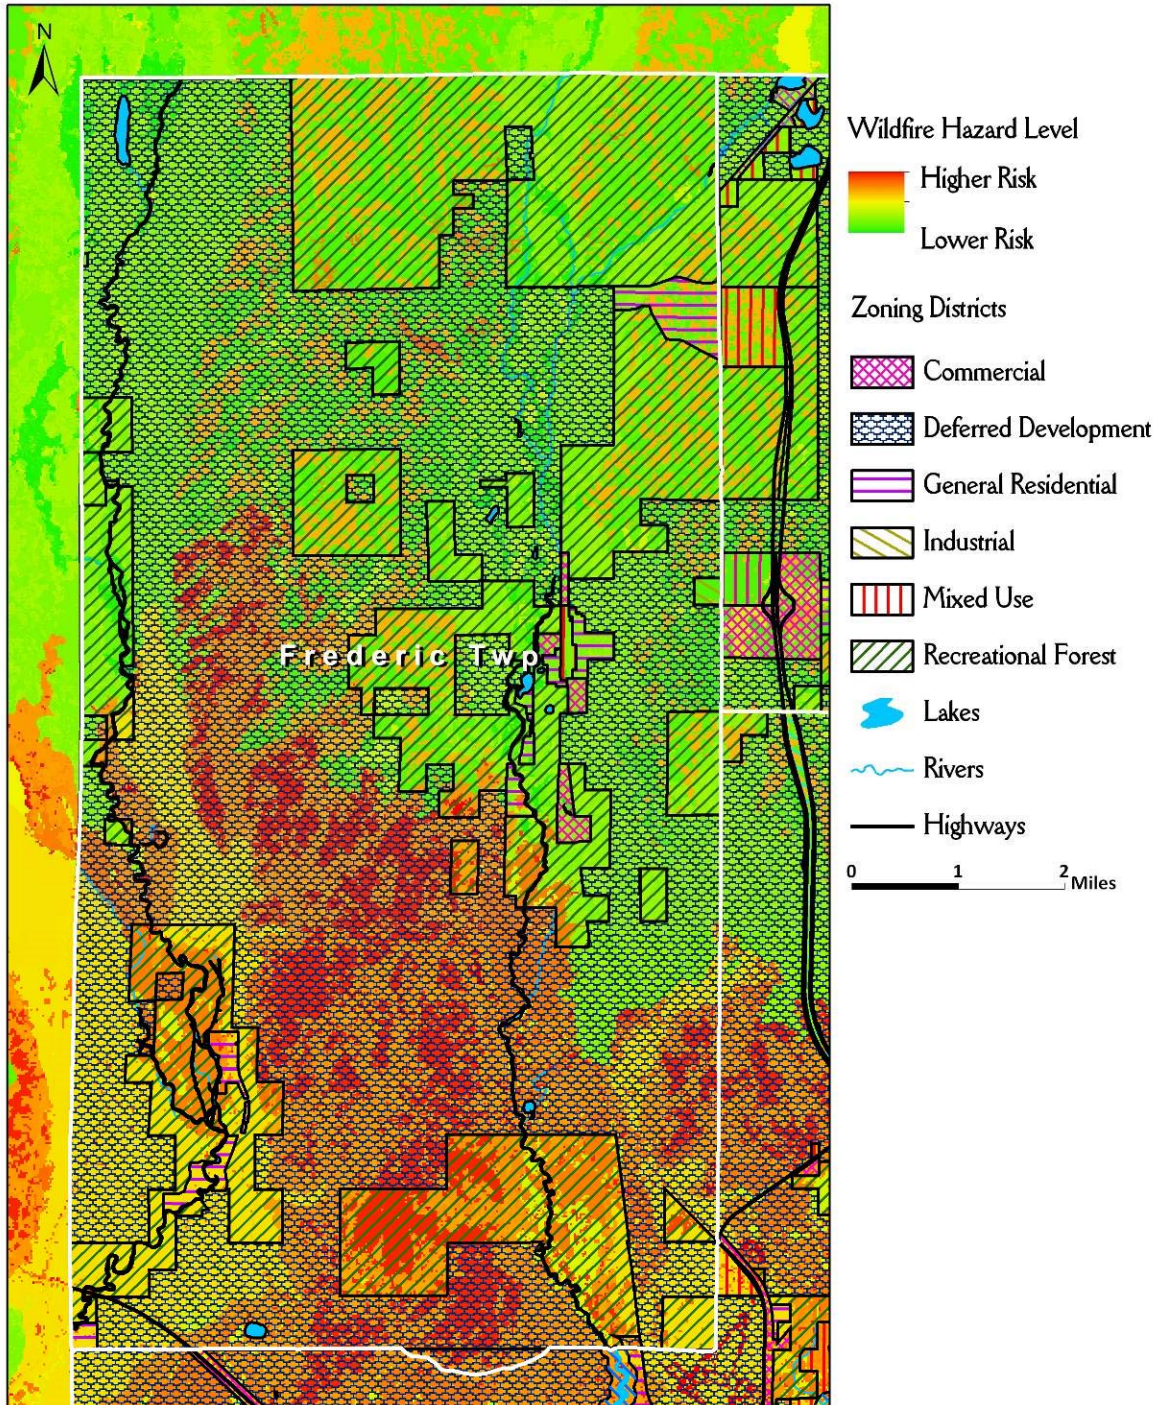 N
Frederic Twp
Wildfire Hazard Level
Higher Risk
Lower Risk
Zoning Districts
Commercial
Deferred Development
General Residential
Industrial
Mixed Use
Recreational Forest
Lakes
Rivers
Highways
0 1 2 Miles